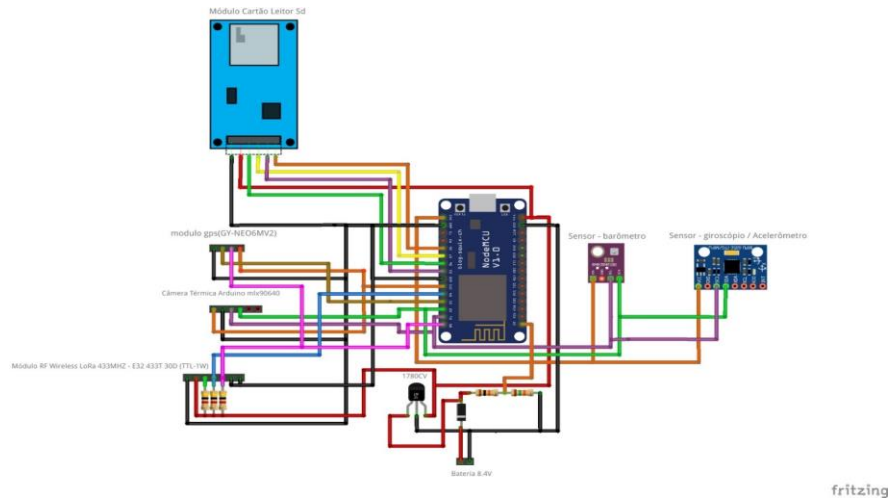 Módulo Cartão Leitor Sd
modulo gps(GY-NEO6MV2)
Câmera Térmica Arduino mlx90640
Módulo RF Wireless LoRa 433MHZ - E32 433T 30D (TTL-1W)
NodeMCU
V1.0
Sensor - barômetro
Sensor - giroscópio / Acelerômetro
1780CV
Bateria 8.4V
fritzing